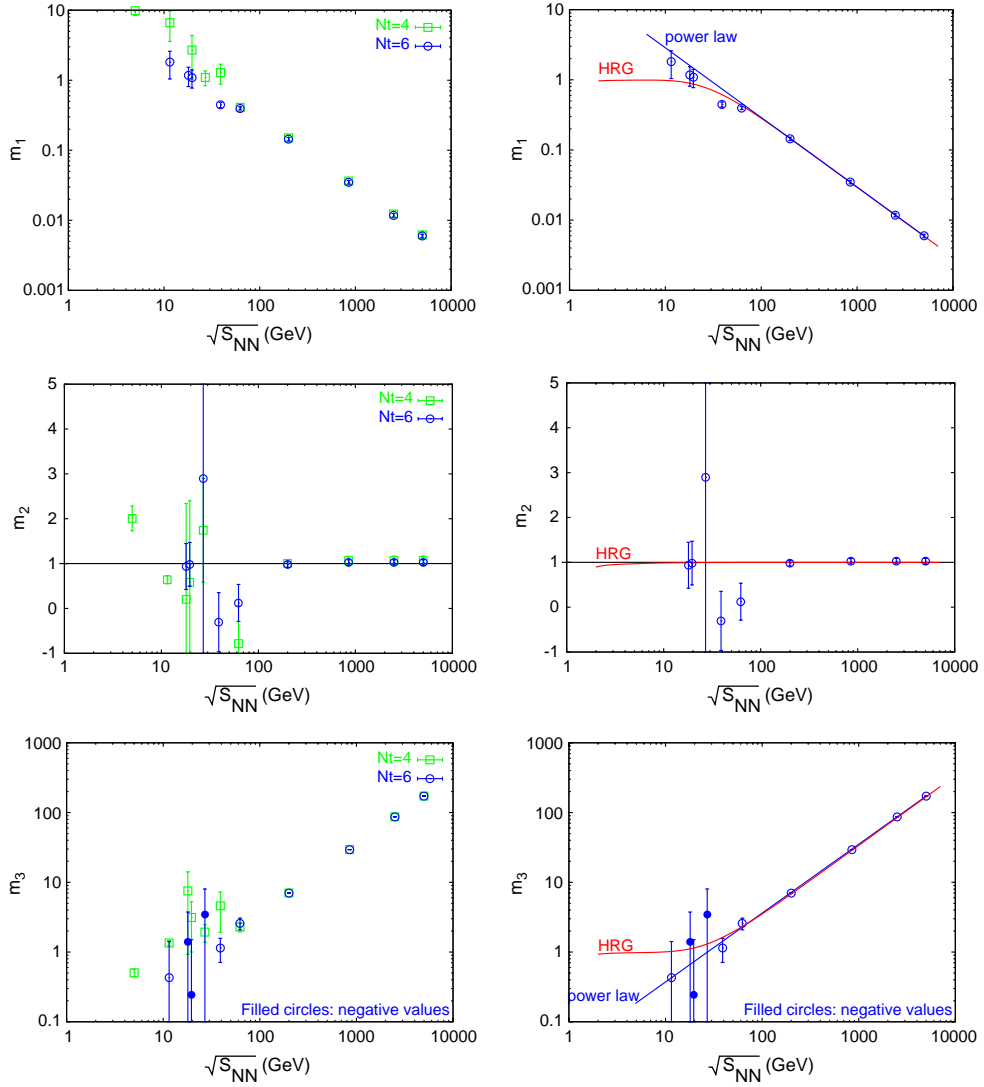 10
1
0.1
0.01
0.001
m1
1 10 100 1000 10000
√SNN (GeV)
Nt=4
Nt=6
10
1
0.1
0.01
0.001
m1
1 10 100 1000 10000
√SNN (GeV)
power law
HRG
5
4
3
2
1
0
-1
m2
1 10 100 1000 10000
√SNN (GeV)
Nt=4
Nt=6
5
4
3
2
1
0
-1
m2
1 10 100 1000 10000
√SNN (GeV)
HRG
1000
100
10
1
0.1
m3
1 10 100 1000 10000
√SNN (GeV)
Nt=4
Nt=6
Filled circles: negative values
1000
100
10
1
0.1
m3
1 10 100 1000 10000
√SNN (GeV)
HRG
power law
Filled circles: negative values